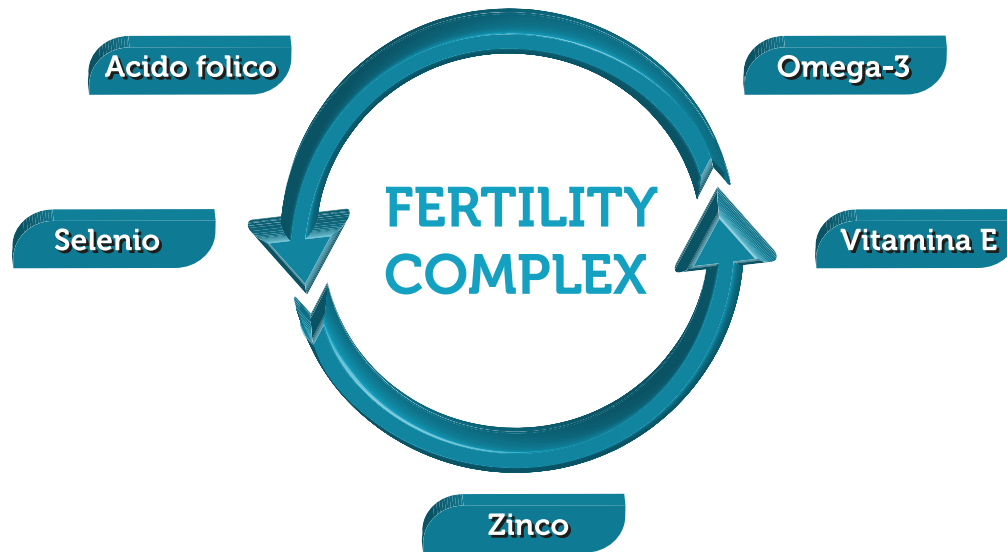 Acido folico
Omega-3
FERTILITY
COMPLEX
Selenio
Vitamina E
Zinco